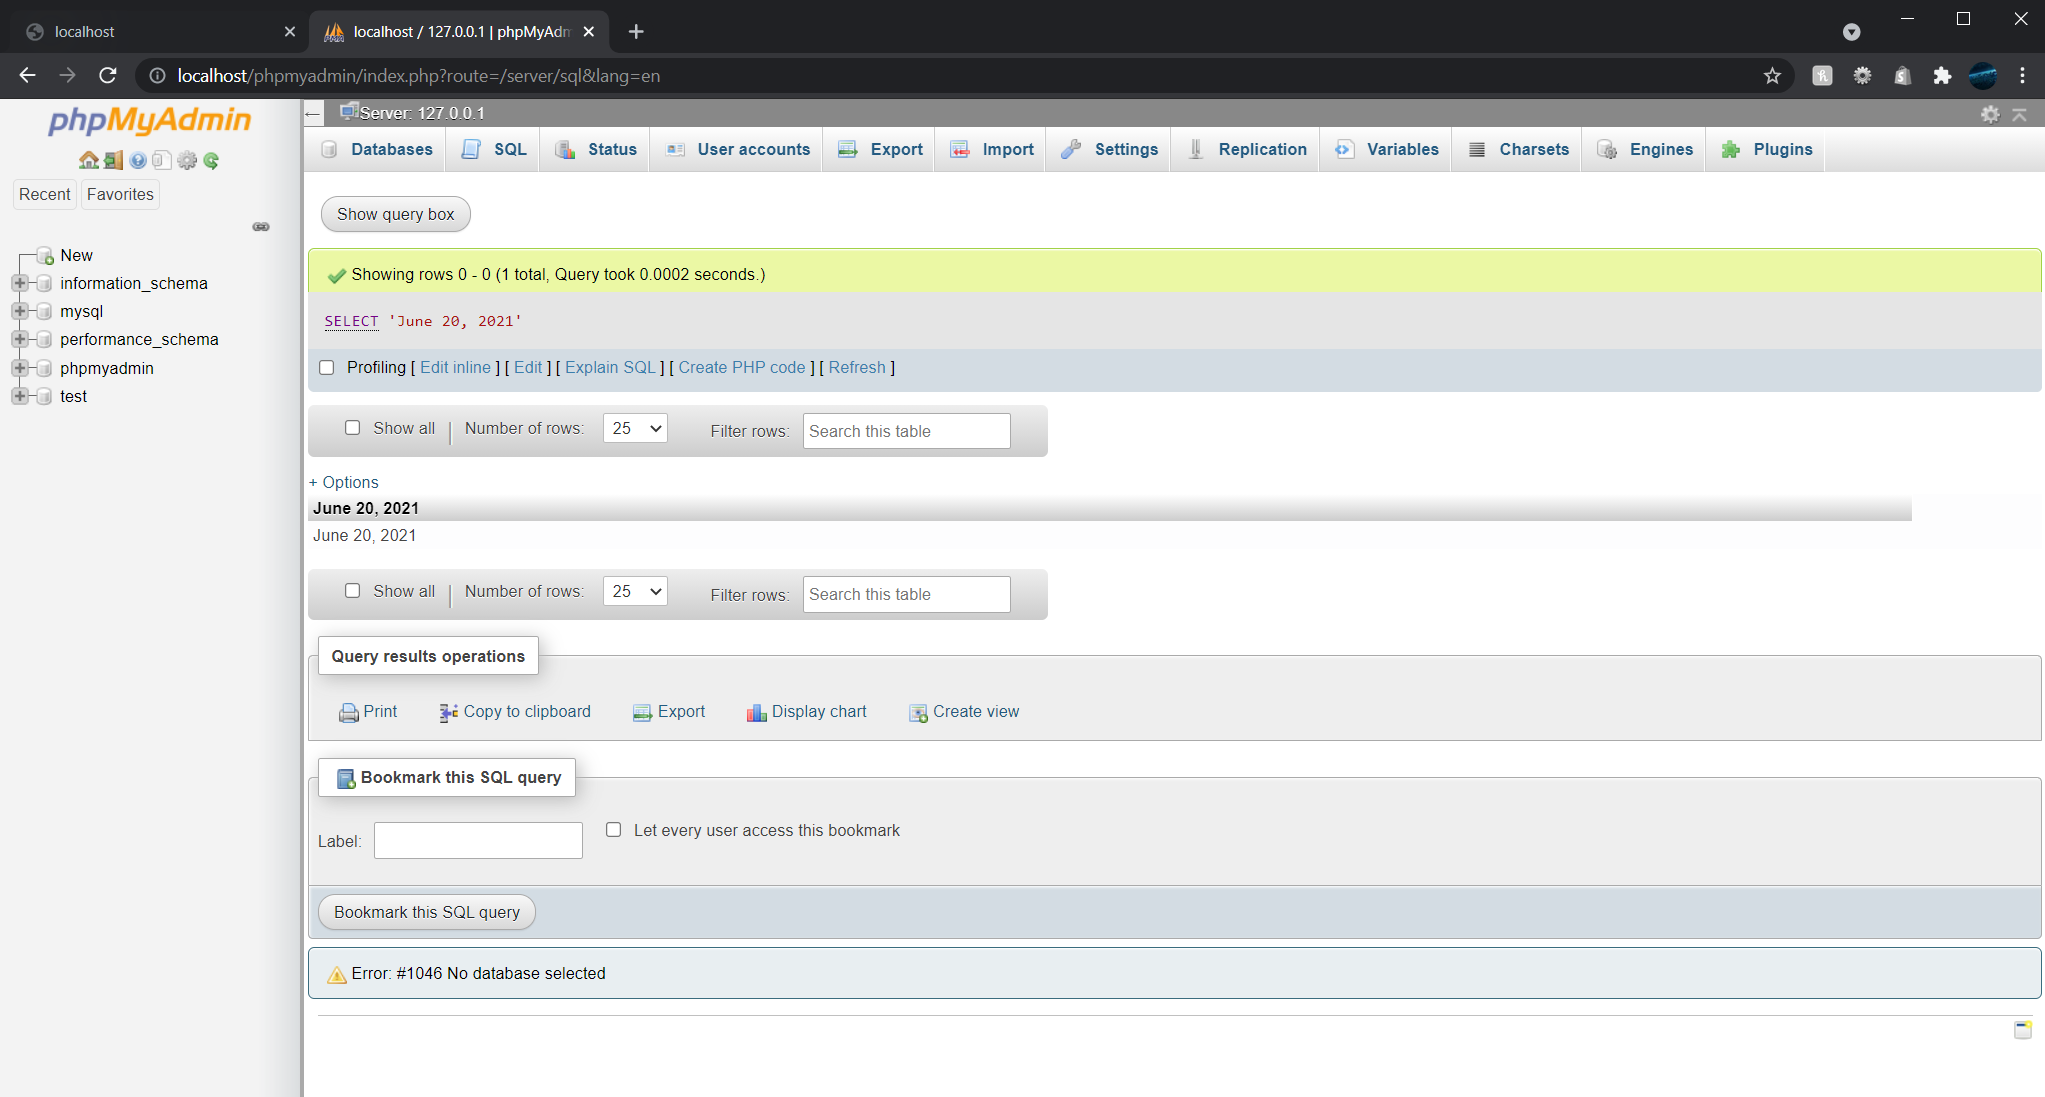 localhost
localhost / 127.0.0.1 | phpMyAdm
localhost/phpmyadmin/index.php?route=/server/sql&lang=en
phpMyAdmin
Server: 127.0.0.1
Databases SQL Status User accounts Export Import Settings Replication Variables Charsets Engines Plugins
Recent Favorites
New
information_schema
mysql
performance_schema
phpmyadmin
test
Show query box
Showing rows 0 - 0 (1 total, Query took 0.0002 seconds.)
SELECT 'June 20, 2021'
Profiling [ Edit inline ] [ Edit ] [ Explain SQL ] [ Create PHP code ] [ Refresh ]
Show all | Number of rows: 25 Filter rows: Search this table
+ Options
June 20, 2021
June 20, 2021
Show all | Number of rows: 25 Filter rows: Search this table
Query results operations
Print Copy to clipboard Export Display chart Create view
Bookmark this SQL query
Label: Let every user access this bookmark
Bookmark this SQL query
Error: #1046 No database selected